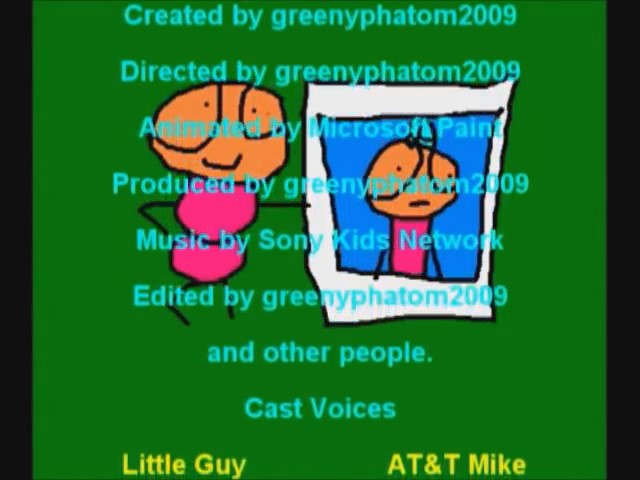 Created by greenyphatom2009
Directed by greenyphatom2009
Animated by Microsoft Paint
Produced by greenyphatom2009
Music by Sony Kids Network
Edited by greenyphatom2009
and other people.
Cast Voices
Little Guy AT&T Mike